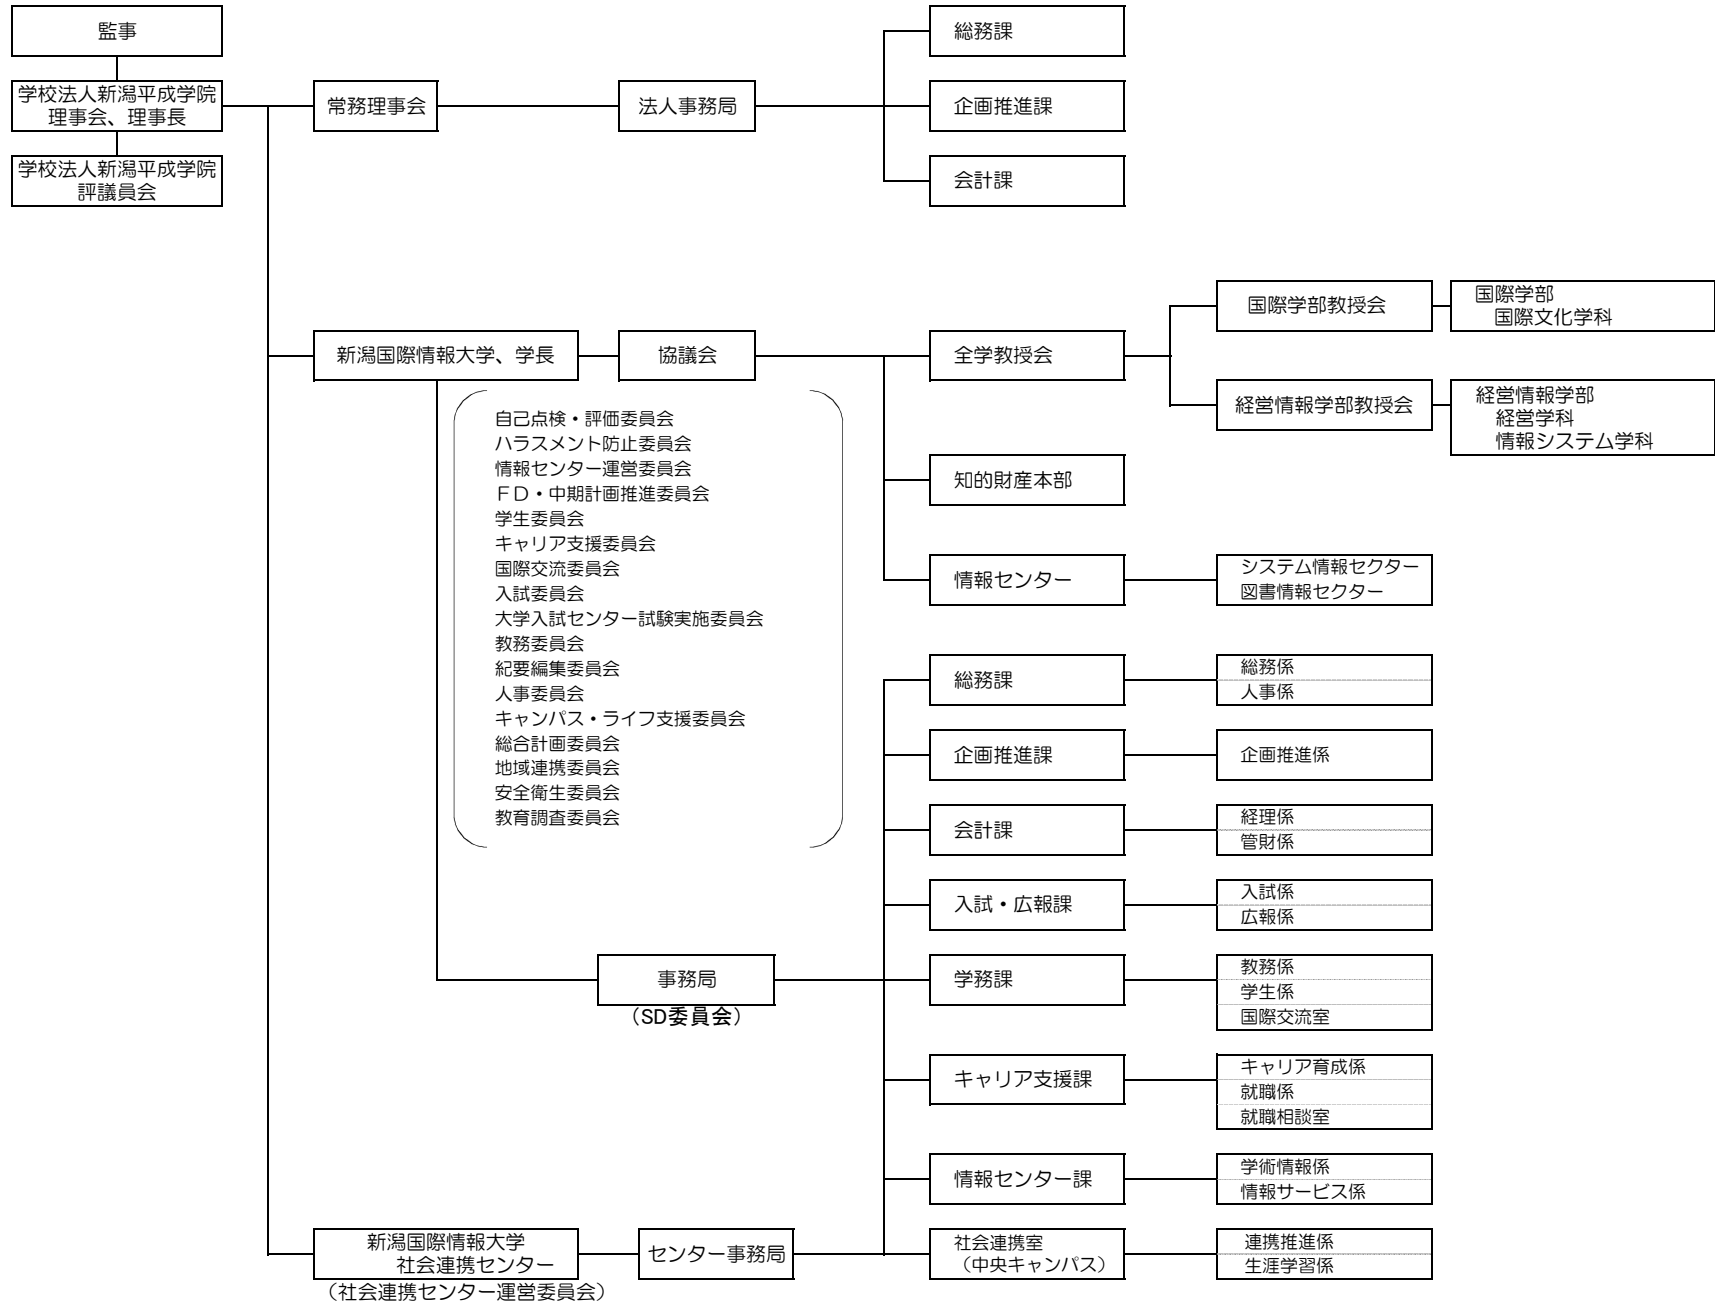 監事
学校法人新潟平成学院
理事会、理事長
学校法人新潟平成学院
評議員会
常務理事会
法人事務局
総務課
企画推進課
会計課
新潟国際情報大学、学長
協議会
全学教授会
国際学部教授会
国際学部
国際文化学科
経営情報学部教授会
経営情報学部
経営学科
情報システム学科
知的財産本部
情報センター
システム情報セクター
図書情報セクター
自己点検・評価委員会
ハラスメント防止委員会
情報センター運営委員会
ＦＤ・中期計画推進委員会
学生委員会
キャリア支援委員会
国際交流委員会
入試委員会
大学入試センター試験実施委員会
教務委員会
紀要編集委員会
人事委員会
キャンパス・ライフ支援委員会
総合計画委員会
地域連携委員会
安全衛生委員会
教育調査委員会
事務局
（SD委員会）
総務課
総務係
人事係
企画推進課
企画推進係
会計課
経理係
管財係
入試・広報課
入試係
広報係
学務課
教務係
学生係
国際交流室
キャリア支援課
キャリア育成係
就職係
就職相談室
情報センター課
学術情報係
情報サービス係
新潟国際情報大学
社会連携センター
（社会連携センター運営委員会）
センター事務局
社会連携室
（中央キャンパス）
連携推進係
生涯学習係